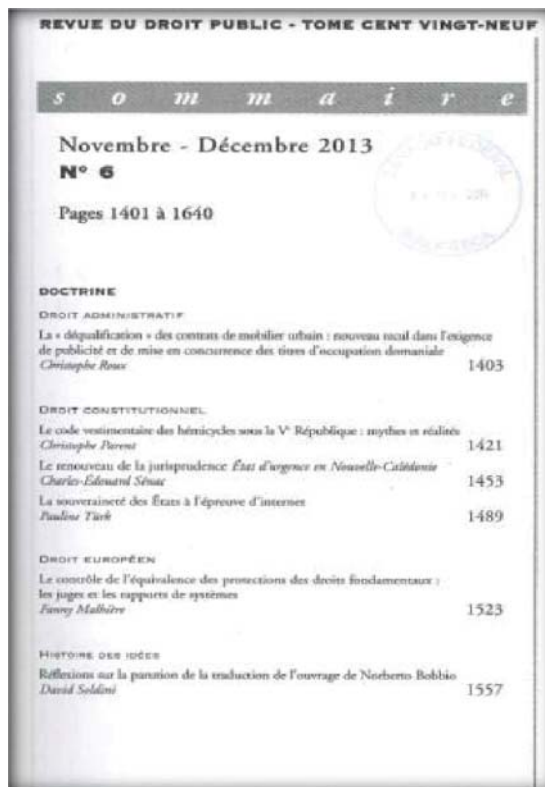 REVUE DU DROIT PUBLIC - TOME CENT VINGT-NEUF
sommaire
Novembre - Décembre 2013
N° 6
Pages 1401 à 1640
DOCTRINE
DROIT ADMINISTRATIF
La « déqualification » des contrats de mobilier urbain : nouveau recul dans l'exigence
de publicité et de mise en concurrence des titres d'occupation domaniale
Christophe Roux 1403
DROIT CONSTITUTIONNEL
Le code vestimentaire des hémicycles sous la Ve République : mythes et réalités
Christophe Parent 1421
Le renouveau de la jurisprudence État d'urgence en Nouvelle-Calédonie
Charles-Édouard Sénac 1453
La souveraineté des États à l'épreuve d'internet
Pauline Türk 1489
DROIT EUROPÉEN
Le contrôle de l'équivalence des protections des droits fondamentaux :
les juges et les rapports de systèmes
Fanny Malhière 1523
HISTOIRE DES IDÉES
Réflexions sur la parution de la traduction de l'ouvrage de Norberto Bobbio
David Soldini 1557